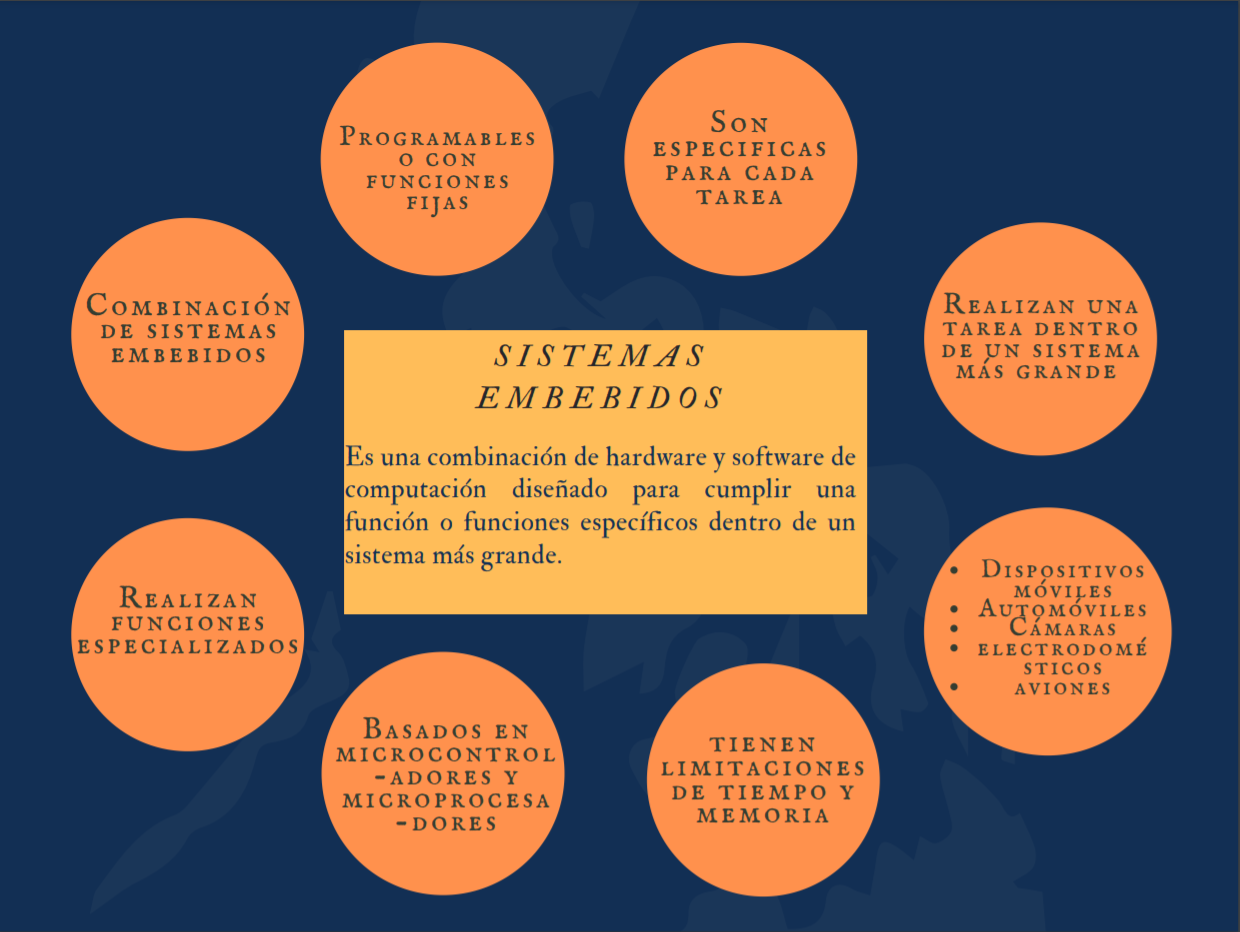 Programables
o con
funciones
fijas
Son
especificas
para cada
tarea
Combinación
de sistemas
embebidos
Realizan una
tarea dentro
de un sistema
más grande
SISTEMAS
EMBEBIDOS
Es una combinación de hardware y software de
computación diseñado para cumplir una
función o funciones específicos dentro de un
sistema más grande.
Realizan
funciones
especializados
• Dispositivos
móviles
• Automóviles
• Cámaras
• electrodomé
sticos
• aviones
Basados en
microcontrol
-adores y
microprocesa
-dores
tienen
limitaciones
de tiempo y
memoria